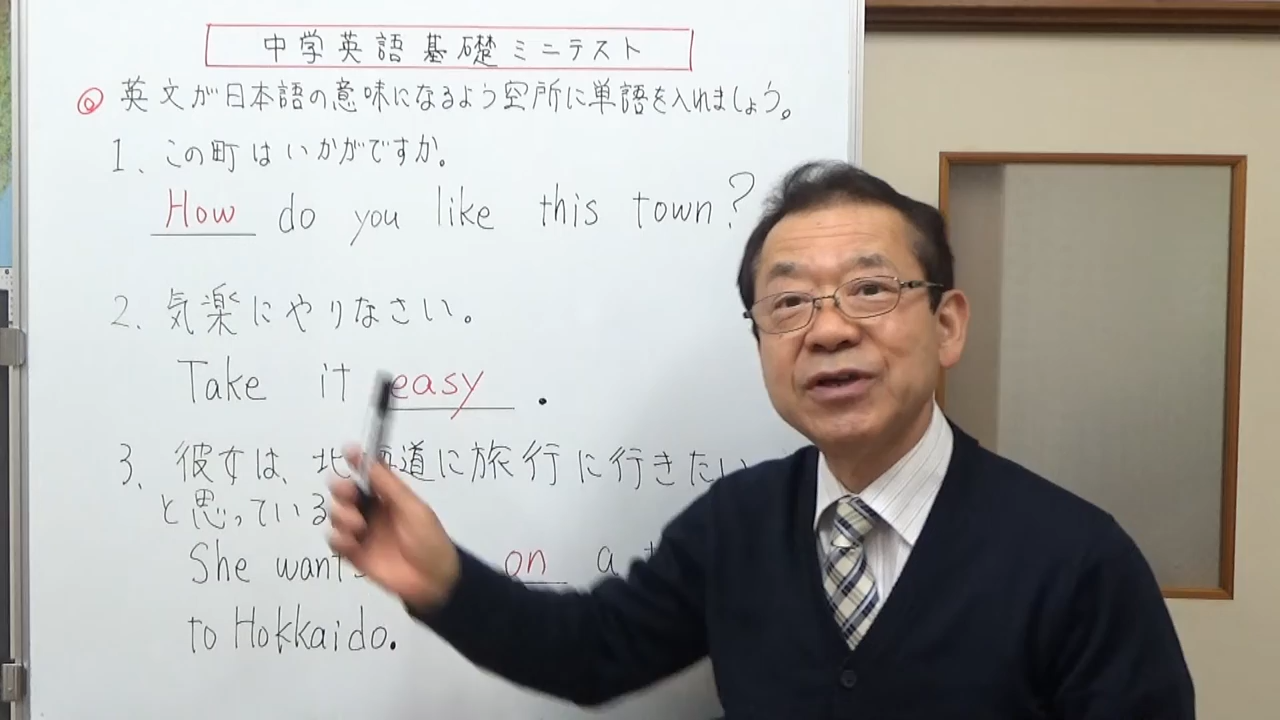 中学英語基礎ミニテスト
Q 英文が日本語の意味になるよう空所に単語を入れましょう。
1、この町はいかがですか。
How do you like this town?
2、気楽にやりなさい。
Take it easy.
3、彼女は、北海道に旅行に行きたい
と思っている
She wants on a
to Hokkaido.